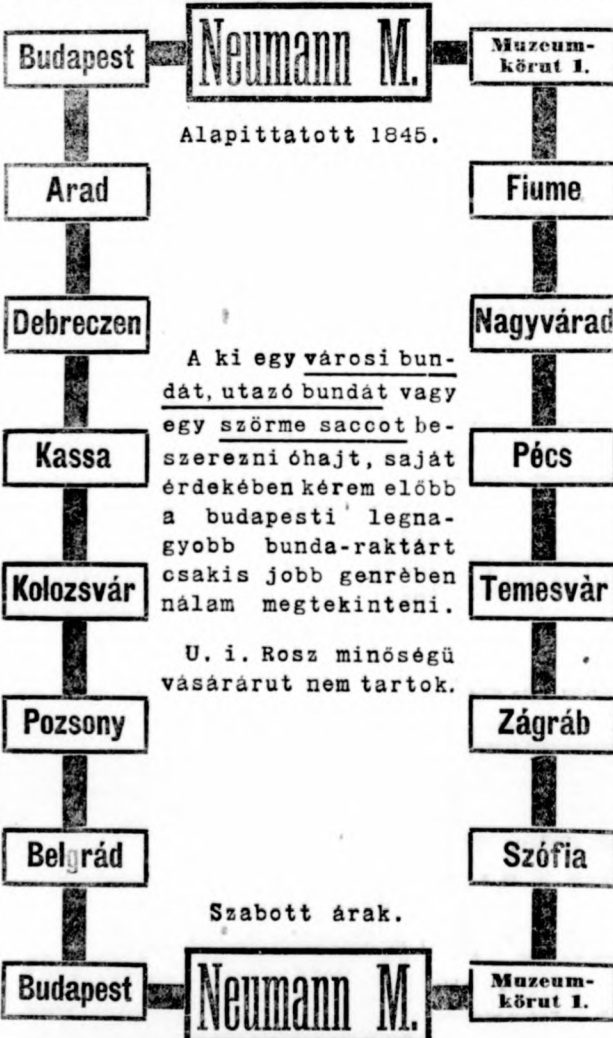 Budapest Neumann M. Muzeum-
körut 1.
Alapittatott 1845.
Arad Fiume
Debreczen Nagyvárad
A ki egy városi bun-
dát, utazó bundát vagy
egy szörme saccot be-
szerezni óhajt, saját
érdekében kérem előbb
a budapesti legna-
gyobb bunda-raktárt
csakis jobb genrèben
nálam megtekinteni.
Kassa Pécs
Kolozsvár Temesvàr
U. i. Rosz minőségü
vásárárut nem tartok.
Pozsony Zágráb
Belgrád Szófia
Szabott árak.
Budapest Neumann M. Muzeum-
körut 1.